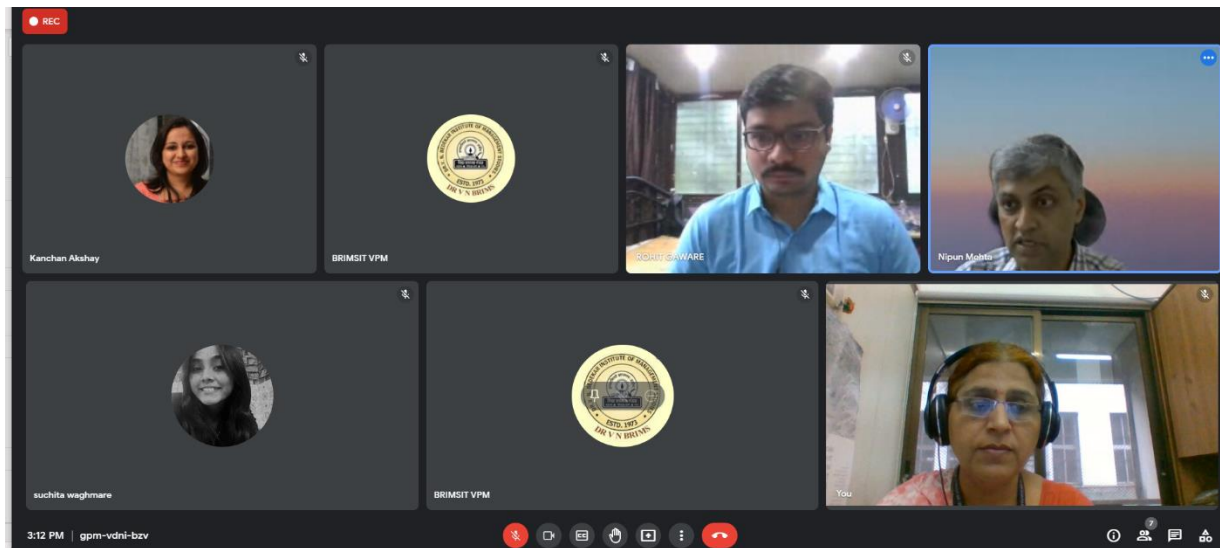 REC
Kanchan Akshay
BRIMSIT VPM
ROHIT GAWARE
Nipun Mehta
suchita waghmare
BRIMSIT VPM
You
ESTD. 1973
DR V N BRIMS
ESTD. 1973
DR V N BRIMS
3:12 PM | gpm-vdni-bzv
CC
7